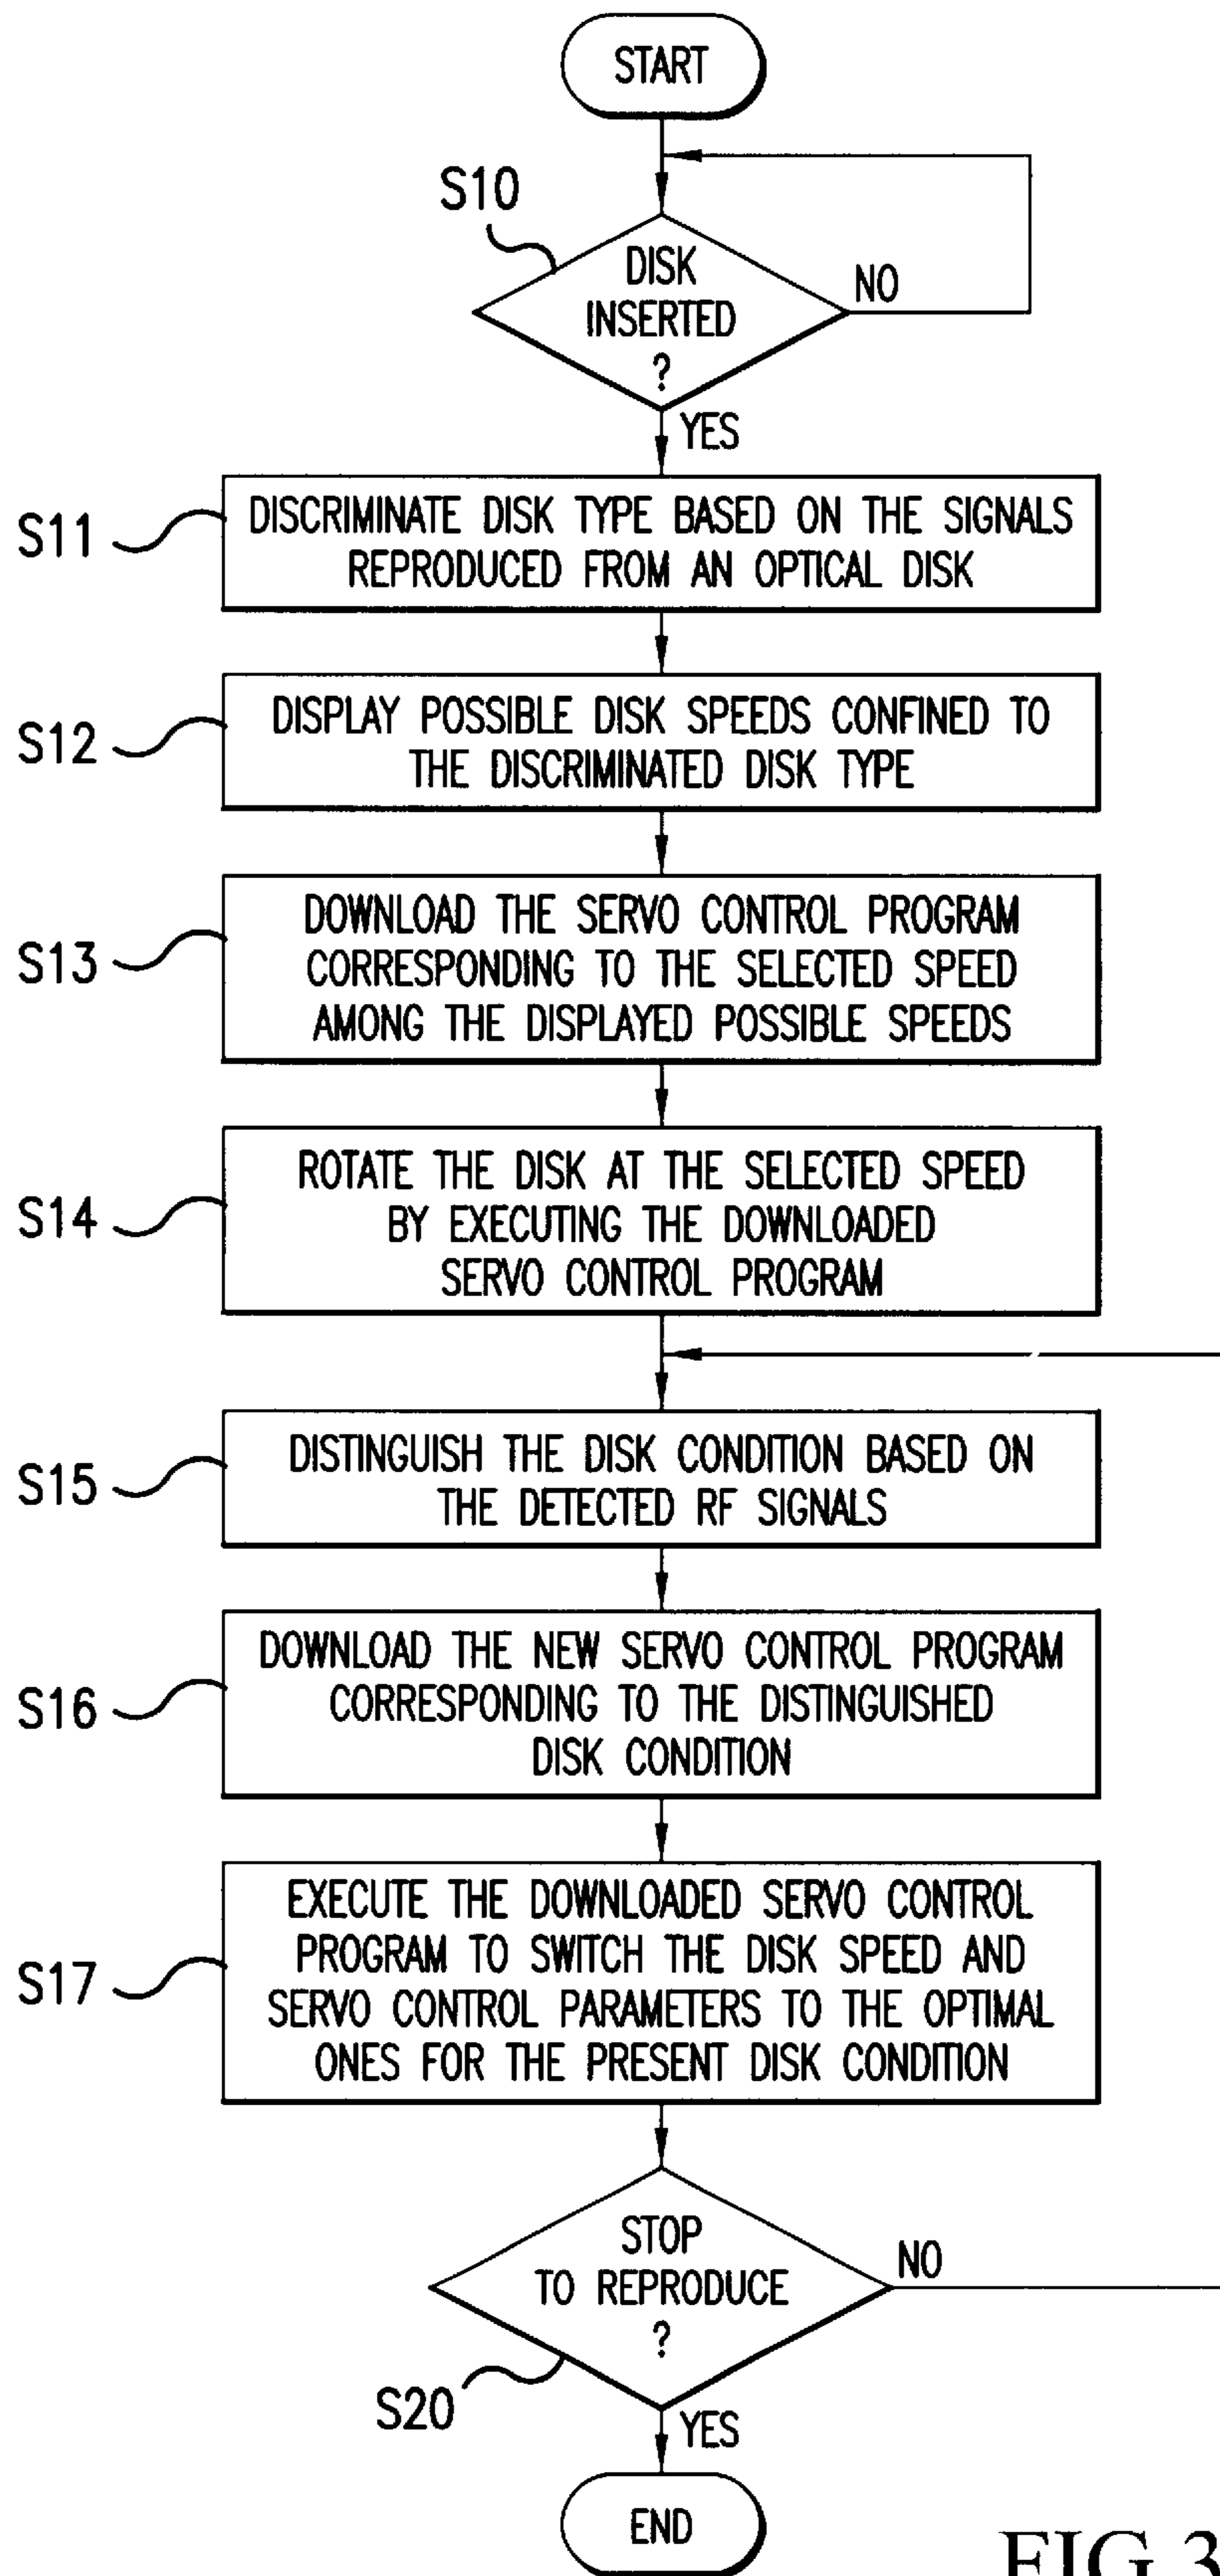 START
S10
DISK
INSERTED
?
NO
YES
S11
DISCRIMINATE DISK TYPE BASED ON THE SIGNALS
REPRODUCED FROM AN OPTICAL DISK
S12
DISPLAY POSSIBLE DISK SPEEDS CONFINED TO
THE DISCRIMINATED DISK TYPE
S13
DOWNLOAD THE SERVO CONTROL PROGRAM
CORRESPONDING TO THE SELECTED SPEED
AMONG THE DISPLAYED POSSIBLE SPEEDS
S14
ROTATE THE DISK AT THE SELECTED SPEED
BY EXECUTING THE DOWNLOADED
SERVO CONTROL PROGRAM
S15
DISTINGUISH THE DISK CONDITION BASED ON
THE DETECTED RF SIGNALS
S16
DOWNLOAD THE NEW SERVO CONTROL PROGRAM
CORRESPONDING TO THE DISTINGUISHED
DISK CONDITION
S17
EXECUTE THE DOWNLOADED SERVO CONTROL
PROGRAM TO SWITCH THE DISK SPEED AND
SERVO CONTROL PARAMETERS TO THE OPTIMAL
ONES FOR THE PRESENT DISK CONDITION
STOP
TO REPRODUCE
?
NO
S20
YES
END
FIG.3